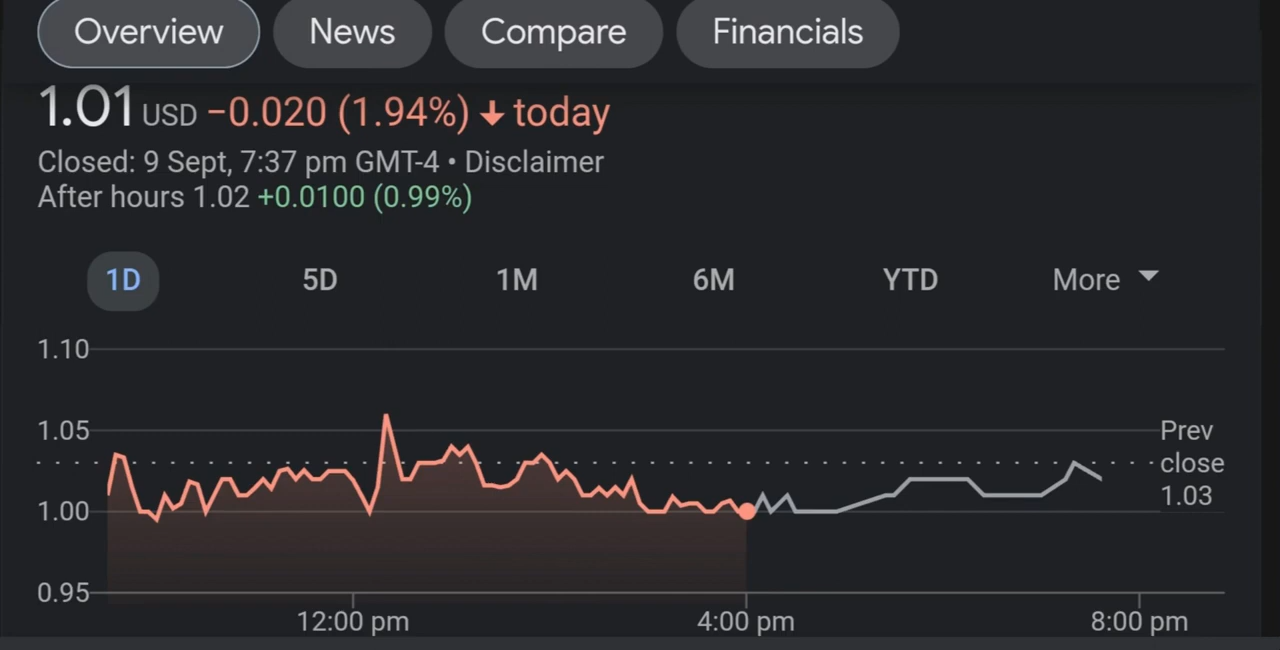 Overview News Compare Financials
1.01 USD −0.020 (1.94%) ↓ today
Closed: 9 Sept, 7:37 pm GMT-4 • Disclaimer
After hours 1.02 +0.0100 (0.99%)
1D 5D 1M 6M YTD More
1.10
1.05
1.00
0.95
Prev
close
1.03
12:00 pm 4:00 pm 8:00 pm